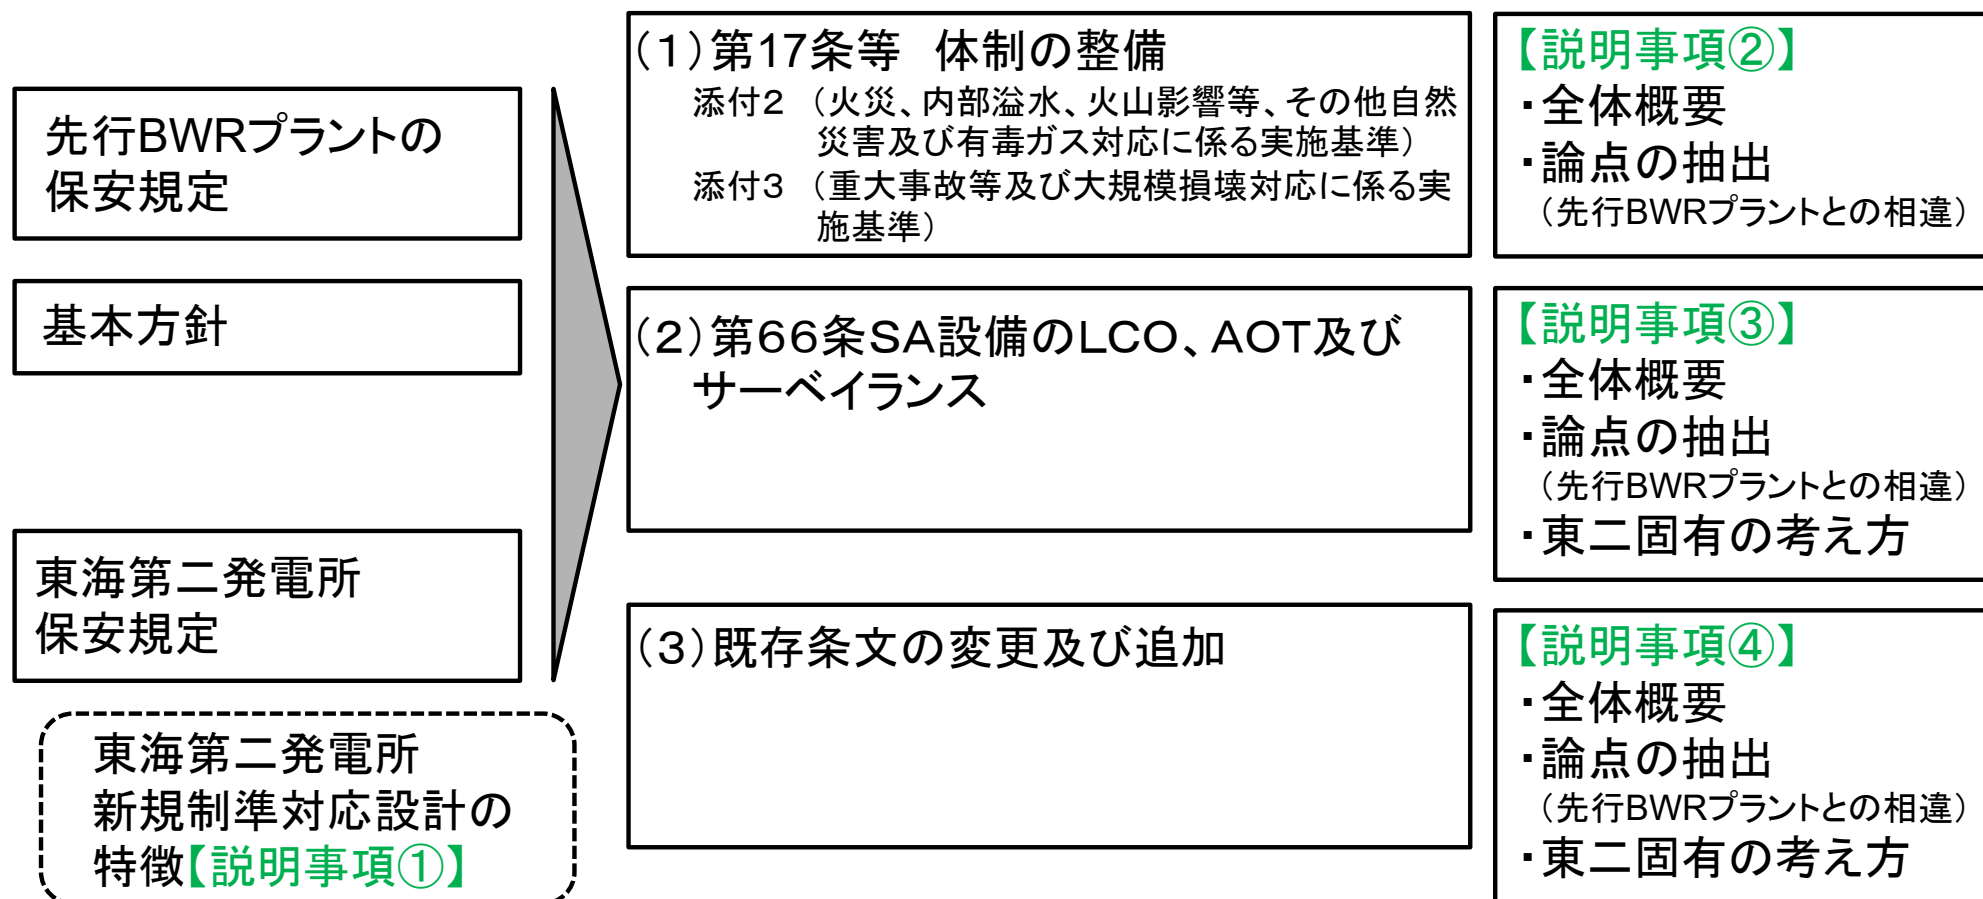 先行BWRプラントの
保安規定
基本方針
東海第二発電所
保安規定
東海第二発電所
新規制準対応設計の
特徴【説明事項①】
(1)第17条等　体制の整備
添付2　(火災、内部溢水、火山影響等、その他自然
災害及び有毒ガス対応に係る実施基準)
添付3　(重大事故等及び大規模損壊対応に係る実
施基準)
(2)第66条SA設備のLCO、AOT及び
サーベイランス
(3)既存条文の変更及び追加
【説明事項②】
・全体概要
・論点の抽出
(先行BWRプラントとの相違)
【説明事項③】
・全体概要
・論点の抽出
(先行BWRプラントとの相違)
・東二固有の考え方
【説明事項④】
・全体概要
・論点の抽出
(先行BWRプラントとの相違)
・東二固有の考え方